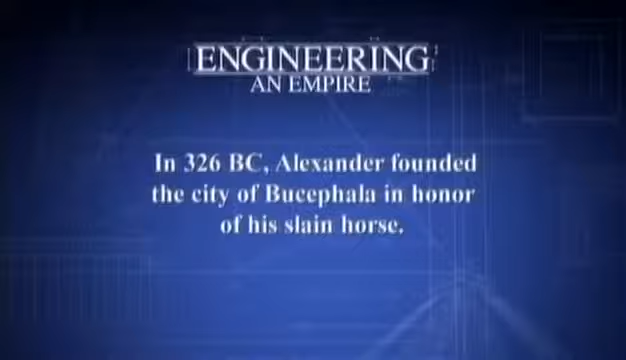 ENGINEERING
AN EMPIRE
In 326 BC, Alexander founded
the city of Bucephala in honor
of his slain horse.